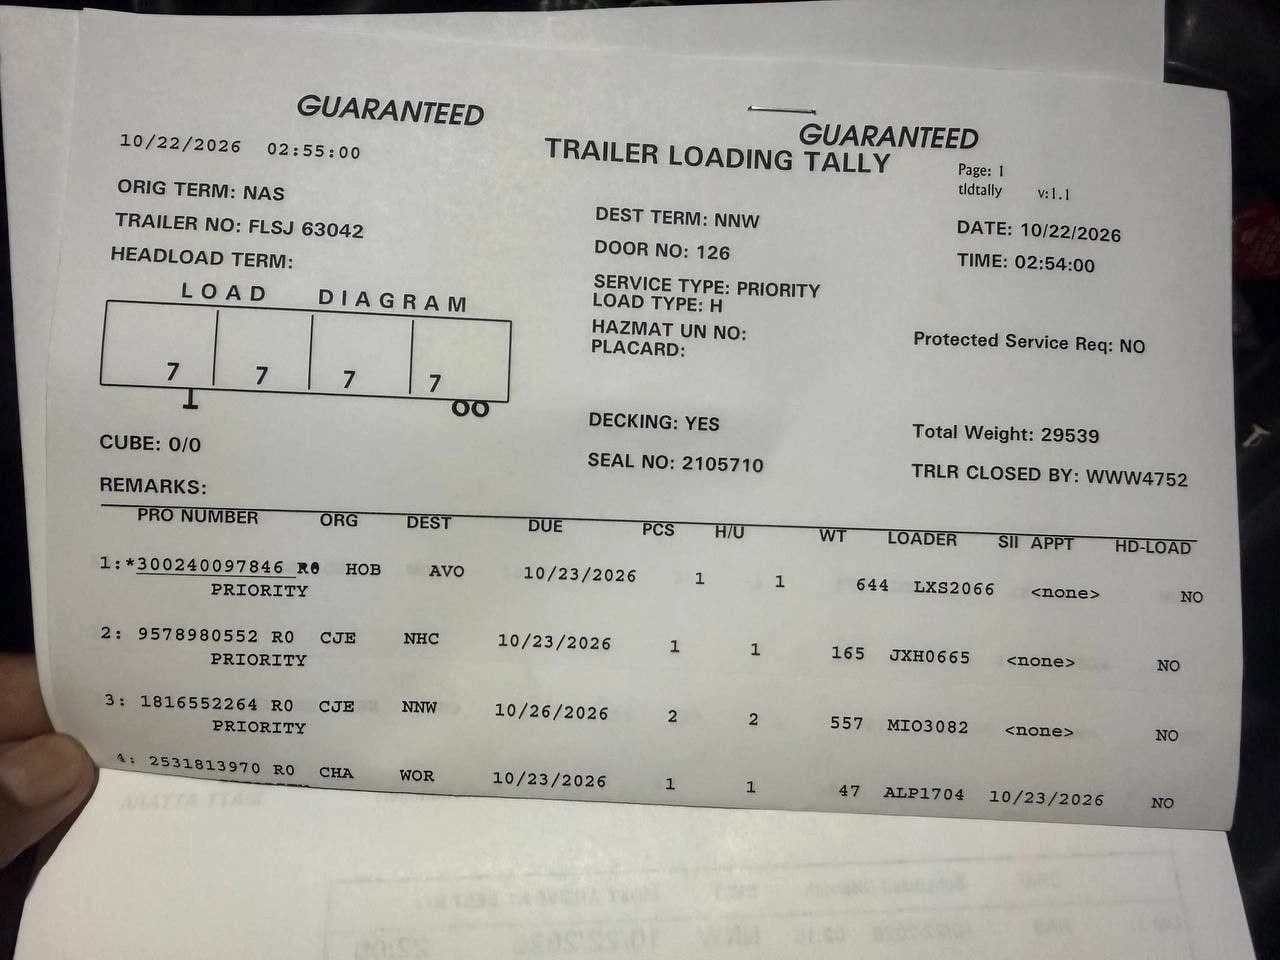 GUARANTEED GUARANTEED
10/22/2026 02:55:00 TRAILER LOADING TALLY Page: 1
tldtally v:1.1
ORIG TERM: NAS DEST TERM: NNW DATE: 10/22/2026
TRAILER NO: FLSJ 63042 DOOR NO: 126 TIME: 02:54:00
HEADLOAD TERM: SERVICE TYPE: PRIORITY
LOAD DIAGRAM LOAD TYPE: H
HAZMAT UN NO: Protected Service Req: NO
PLACARD:
7 7 7 7
DECKING: YES Total Weight: 29539
CUBE: 0/0 SEAL NO: 2105710 TRLR CLOSED BY: WWW4752
REMARKS:
PRO NUMBER ORG DEST DUE PCS H/U WT LOADER SII APPT HD-LOAD
1:*300240097846 R0 HOB AVO 10/23/2026 1 1 644 LXS2066 <none> NO
PRIORITY
2: 9578980552 R0 CJE NHC 10/23/2026 1 1 165 JXH0665 <none> NO
PRIORITY
3: 1816552264 R0 CJE NNW 10/26/2026 2 2 557 MIO3082 <none> NO
PRIORITY
4: 2531813970 R0 CHA WOR 10/23/2026 1 1 47 ALP1704 10/23/2026 NO